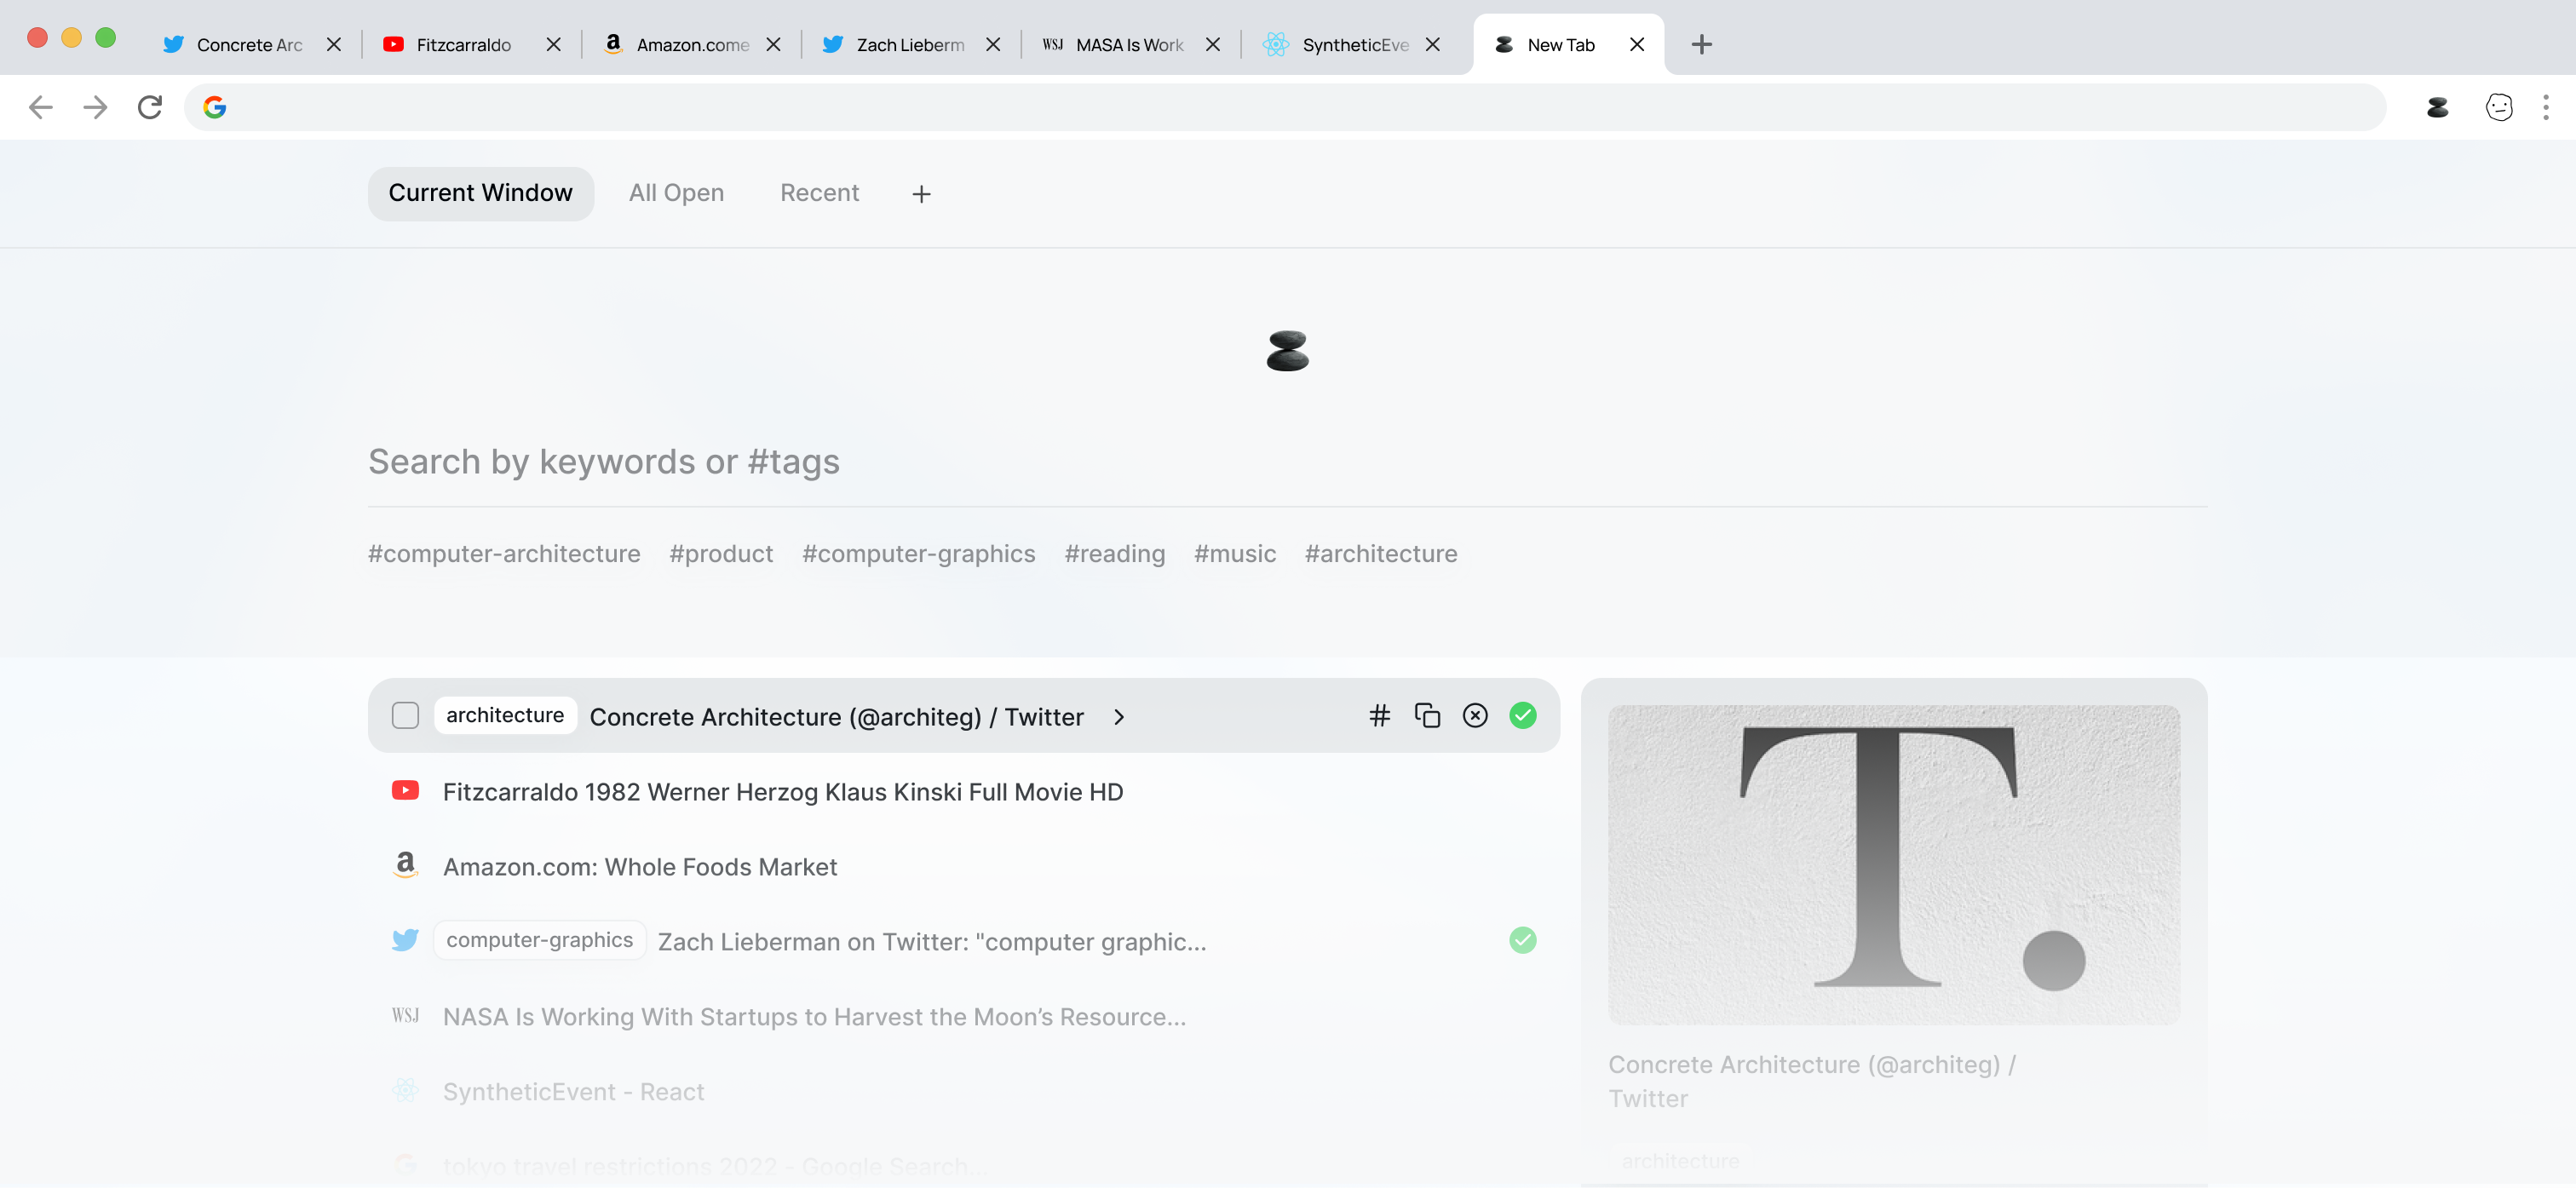 Concrete Arc
Fitzcarraldo
Amazon.come
Zach Lieberm
WSJ MASA Is Work
SyntheticEve
New Tab
Current Window
All Open
Recent
Search by keywords or #tags
#computer-architecture #product #computer-graphics #reading #music #architecture
architecture Concrete Architecture (@architeg) / Twitter
Fitzcarraldo 1982 Werner Herzog Klaus Kinski Full Movie HD
Amazon.com: Whole Foods Market
computer-graphics Zach Lieberman on Twitter: "computer graphic...
WSJ NASA Is Working With Startups to Harvest the Moon’s Resource...
SyntheticEvent - React
tokyo travel restrictions 2022 - Google Search...
T.
Concrete Architecture (@architeg) /
Twitter
architecture